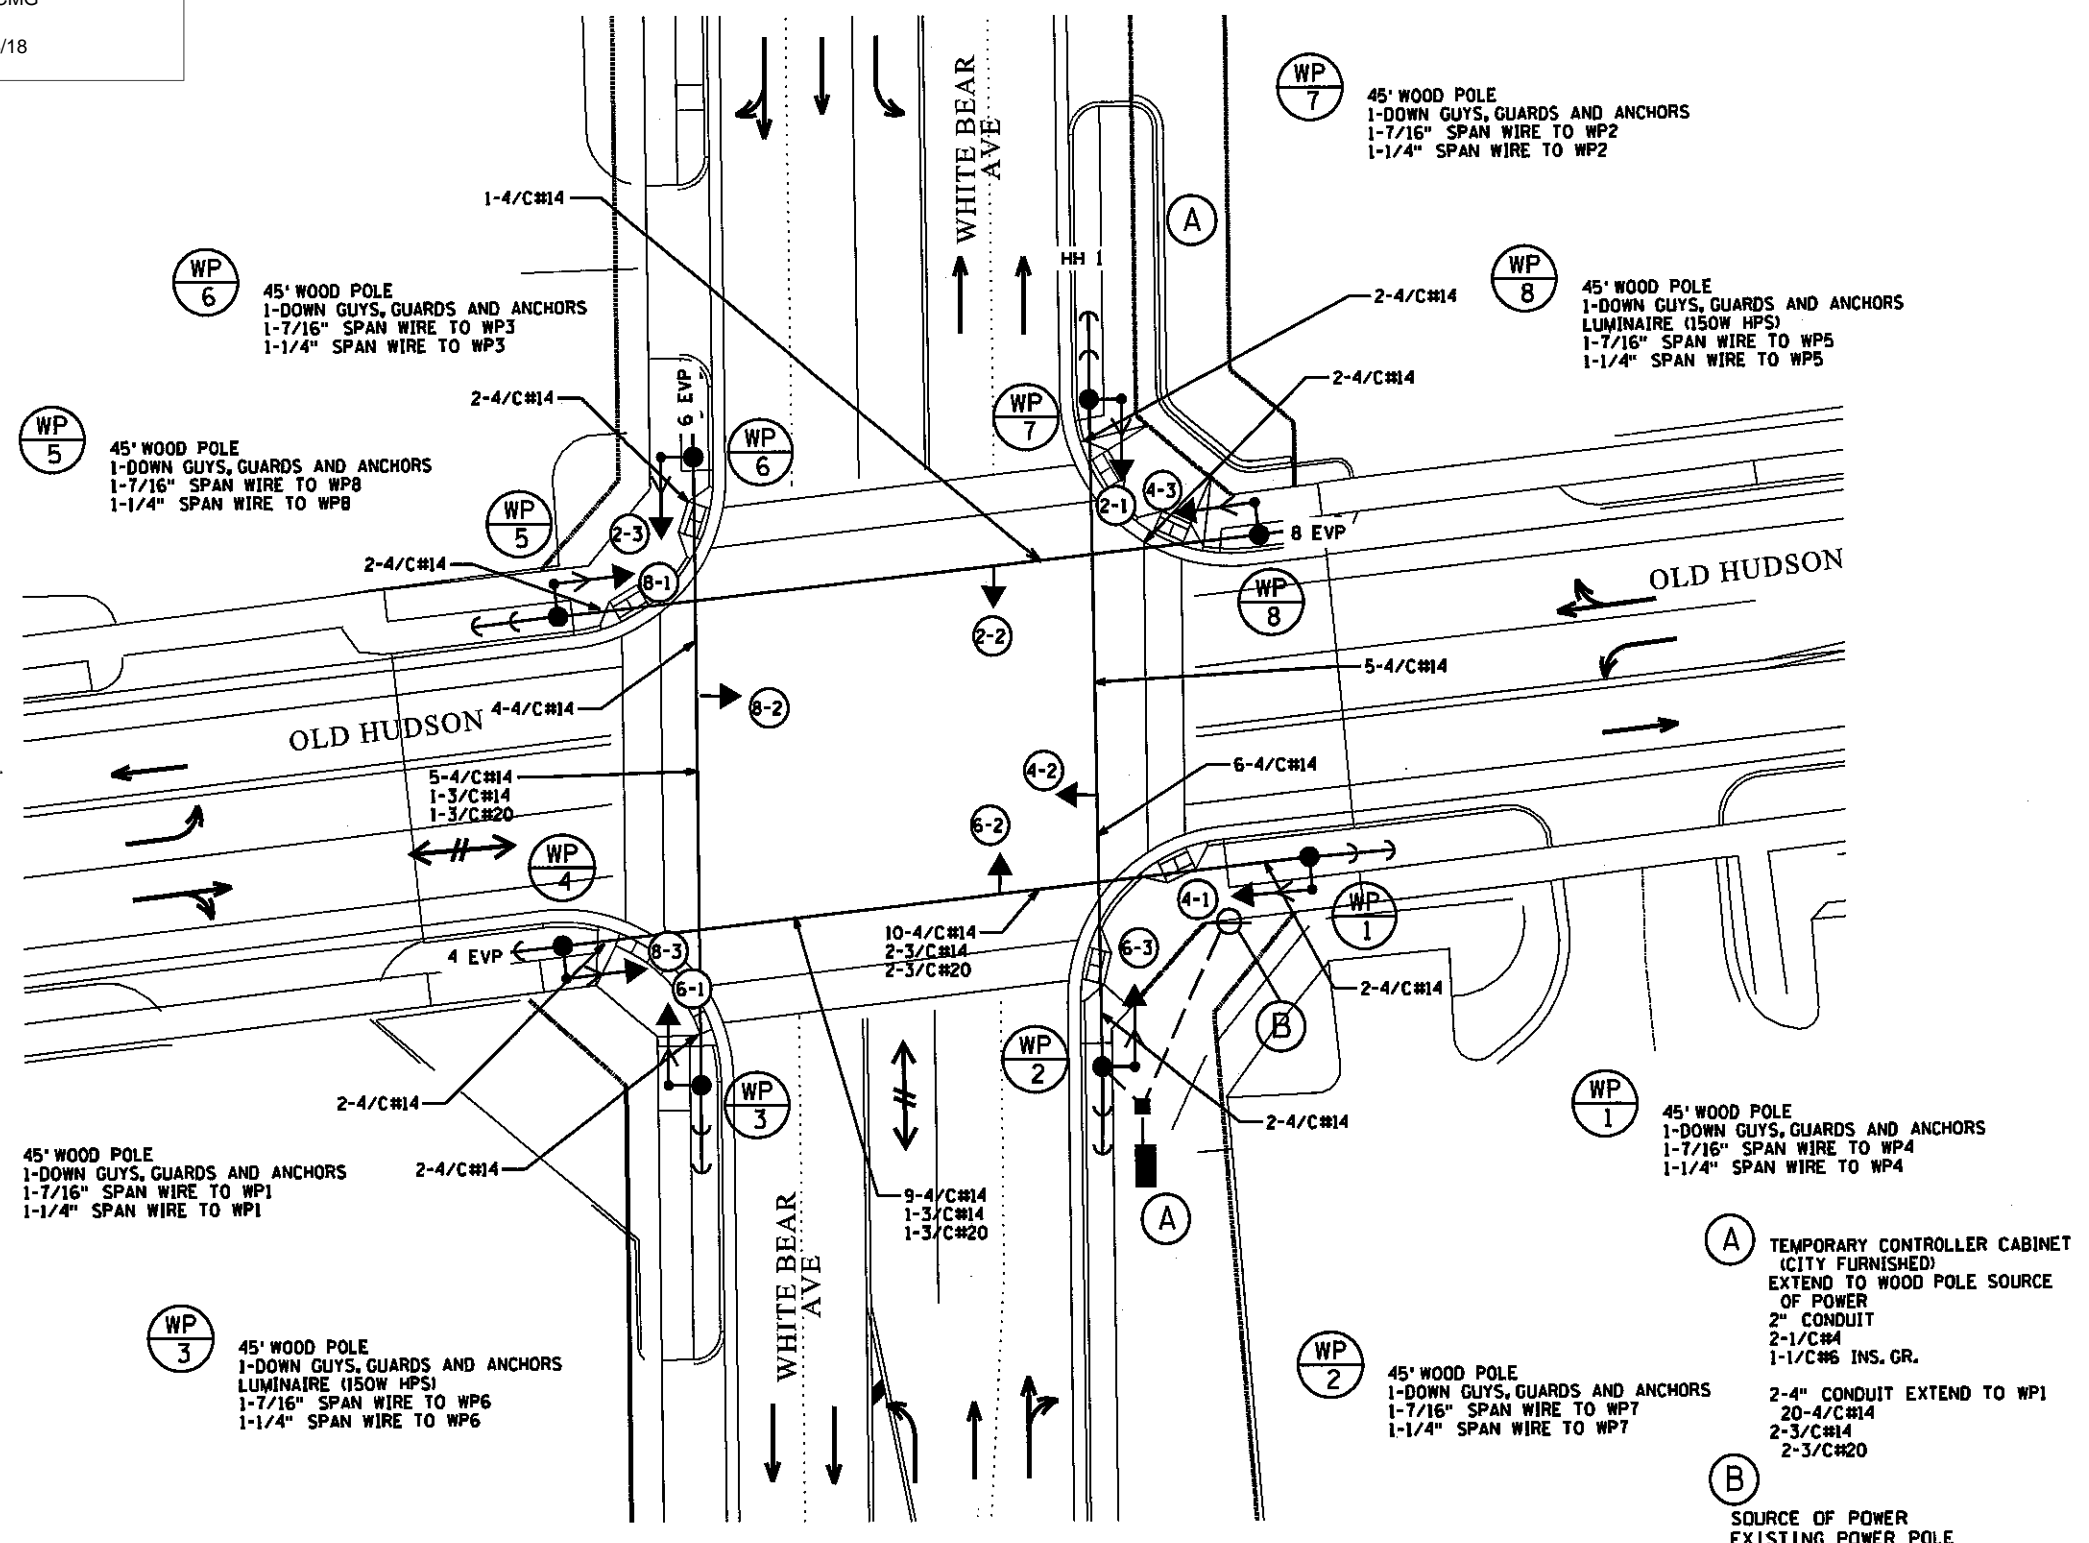 /18
WP
7
45' WOOD POLE
1-DOWN GUYS, GUARDS AND ANCHORS
1-7/16" SPAN WIRE TO WP2
1-1/4" SPAN WIRE TO WP2
WHITE BEAR
AVE
1-4/C#14
A
HH 1
WP
6
45' WOOD POLE
1-DOWN GUYS, GUARDS AND ANCHORS
1-7/16" SPAN WIRE TO WP3
1-1/4" SPAN WIRE TO WP3
2-4/C#14
WP
8
45' WOOD POLE
1-DOWN GUYS, GUARDS AND ANCHORS
LUMINAIRE (150W HPS)
1-7/16" SPAN WIRE TO WP5
1-1/4" SPAN WIRE TO WP5
2-4/C#14
2-4/C#14
6 EVP
WP
7
WP
6
WP
5
45' WOOD POLE
1-DOWN GUYS, GUARDS AND ANCHORS
1-7/16" SPAN WIRE TO WP8
1-1/4" SPAN WIRE TO WP8
WP
5
2-3
2-1
4-3
8 EVP
2-4/C#14
8-1
OLD HUDSON
WP
8
2-2
5-4/C#14
4-4/C#14
8-2
OLD HUDSON
5-4/C#14
1-3/C#14
1-3/C#20
4-2
6-4/C#14
6-2
WP
4
4-1
WP
1
10-4/C#14
2-3/C#14
2-3/C#20
8-3
4 EVP
6-3
6-1
2-4/C#14
B
WP
2
WP
3
2-4/C#14
2-4/C#14
WP
1
45' WOOD POLE
1-DOWN GUYS, GUARDS AND ANCHORS
1-7/16" SPAN WIRE TO WP4
1-1/4" SPAN WIRE TO WP4
45' WOOD POLE
1-DOWN GUYS, GUARDS AND ANCHORS
1-7/16" SPAN WIRE TO WP1
1-1/4" SPAN WIRE TO WP1
2-4/C#14
9-4/C#14
1-3/C#14
1-3/C#20
A
WHITE BEAR
AVE
A
TEMPORARY CONTROLLER CABINET
(CITY FURNISHED)
EXTEND TO WOOD POLE SOURCE
OF POWER
2" CONDUIT
2-1/C#4
1-1/C#6 INS. GR.
2-4" CONDUIT EXTEND TO WP1
20-4/C#14
2-3/C#14
2-3/C#20
WP
3
45' WOOD POLE
1-DOWN GUYS, GUARDS AND ANCHORS
LUMINAIRE (150W HPS)
1-7/16" SPAN WIRE TO WP6
1-1/4" SPAN WIRE TO WP6
WP
2
45' WOOD POLE
1-DOWN GUYS, GUARDS AND ANCHORS
1-7/16" SPAN WIRE TO WP7
1-1/4" SPAN WIRE TO WP7
B
SOURCE OF POWER
EXISTING POWER POLE